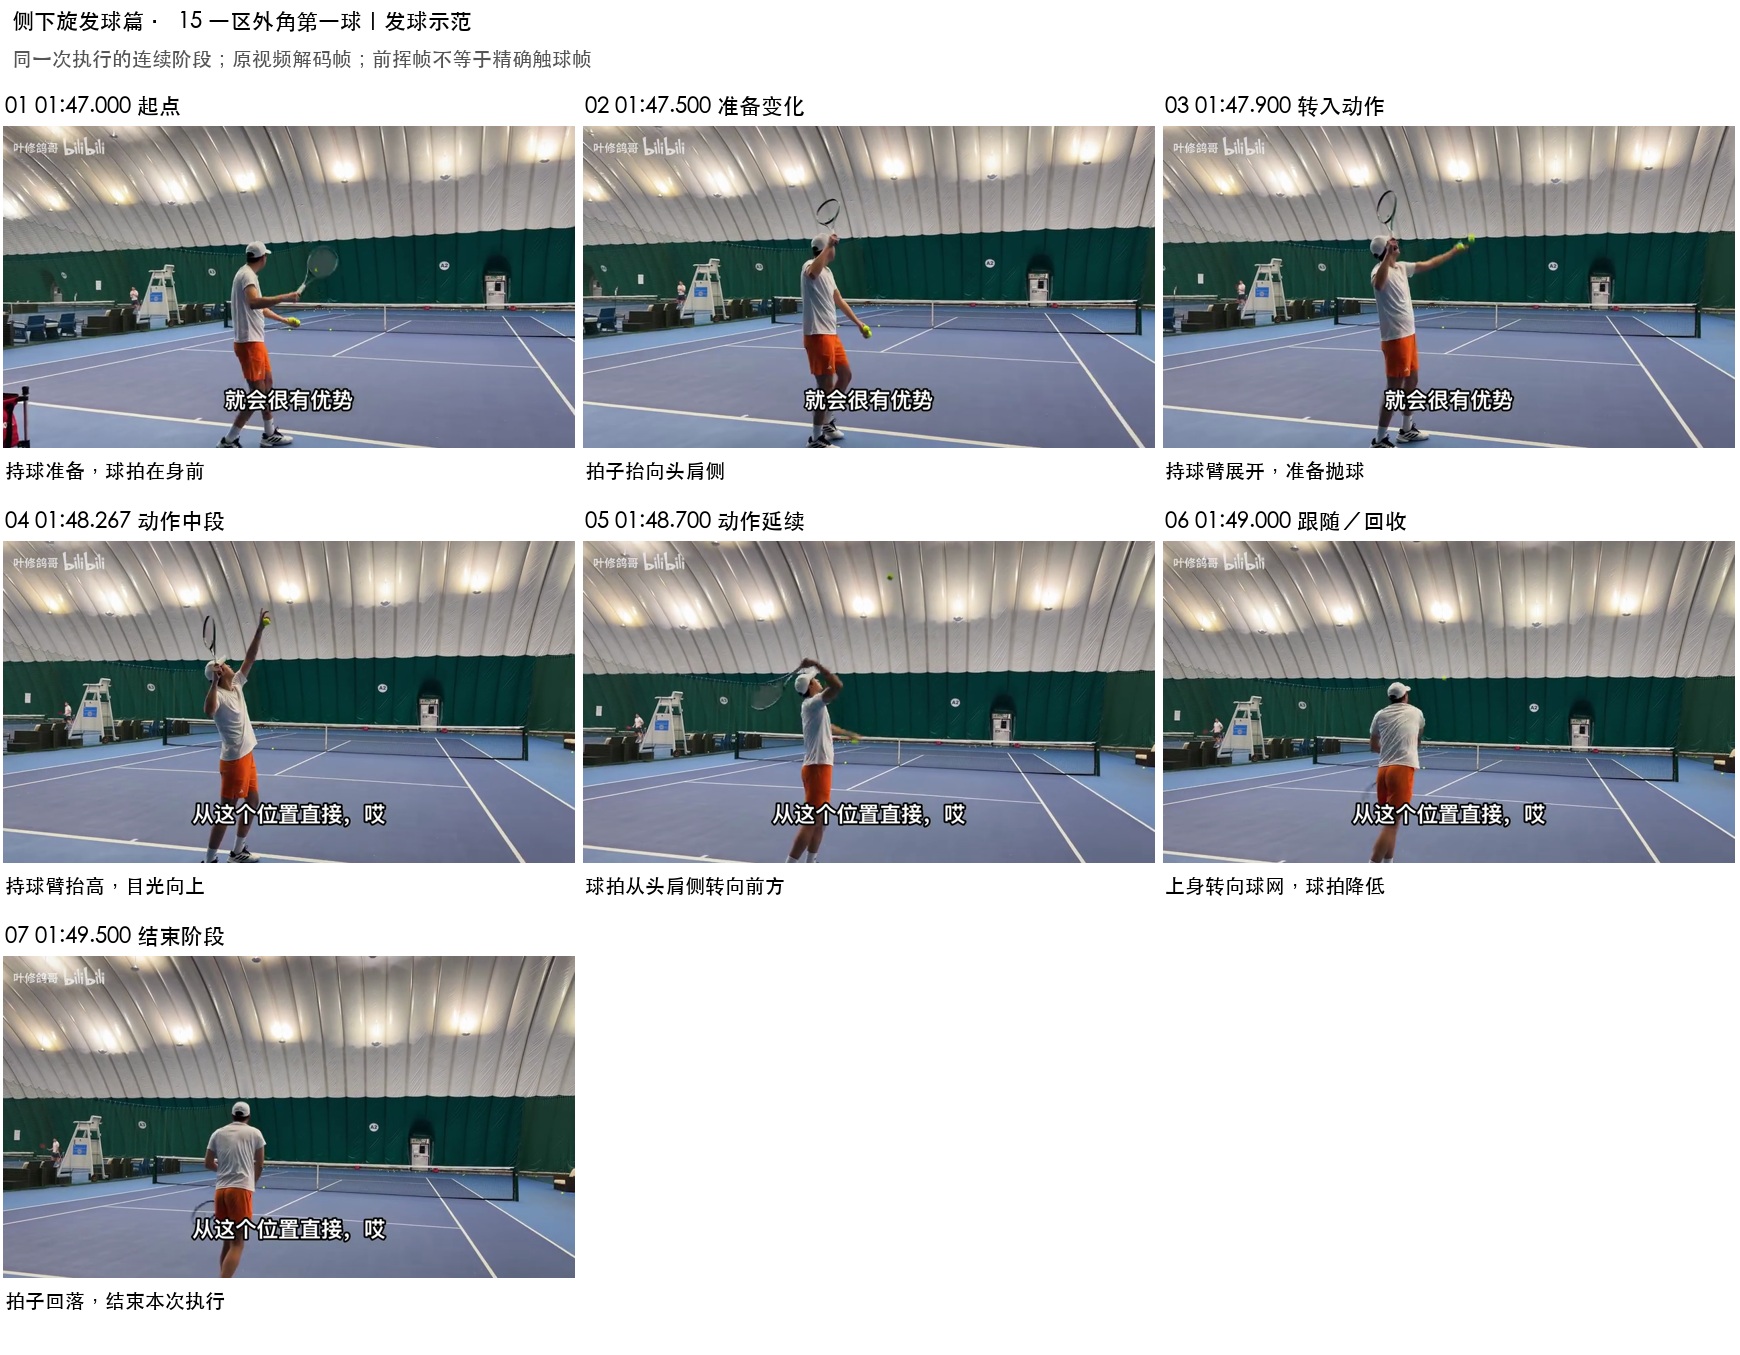 侧下旋发球篇 · 15 一区外角第一球｜发球示范
同一次执行的连续阶段；原视频解码帧；前挥帧不等于精确触球帧
01 01:47.000 起点
02 01:47.500 准备变化
03 01:47.900 转入动作
叶修鸽哥 bilibili
叶修鸽哥 bilibili
叶修鸽哥 bilibili
A2
A2
就会很有优势
就会很有优势
就会很有优势
持球准备，球拍在身前
拍子抬向头肩侧
持球臂展开，准备抛球
04 01:48.267 动作中段
05 01:48.700 动作延续
06 01:49.000 跟随／回收
叶修鸽哥 bilibili
叶修鸽哥 bilibili
叶修鸽哥 bilibili
A2
A2
A2
从这个位置直接，哎
从这个位置直接，哎
从这个位置直接，哎
持球臂抬高，目光向上
球拍从头肩侧转向前方
上身转向球网，球拍降低
07 01:49.500 结束阶段
叶修鸽哥 bilibili
A2
从这个位置直接，哎
拍子回落，结束本次执行